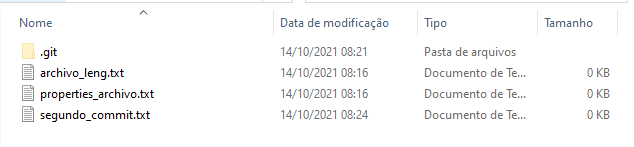 Nome Data de modificação Tipo Tamanho
.git 14/10/2021 08:21 Pasta de arquivos
archivo_leng.txt 14/10/2021 08:16 Documento de Te... 0 KB
properties_archivo.txt 14/10/2021 08:16 Documento de Te... 0 KB
segundo_commit.txt 14/10/2021 08:24 Documento de Te... 0 KB